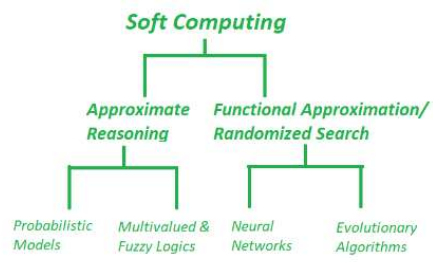 Soft Computing
Approximate
Reasoning
Functional Approximation/
Randomized Search
Probabilistic
Models
Multivalued &
Fuzzy Logics
Neural
Networks
Evolutionary
Algorithms